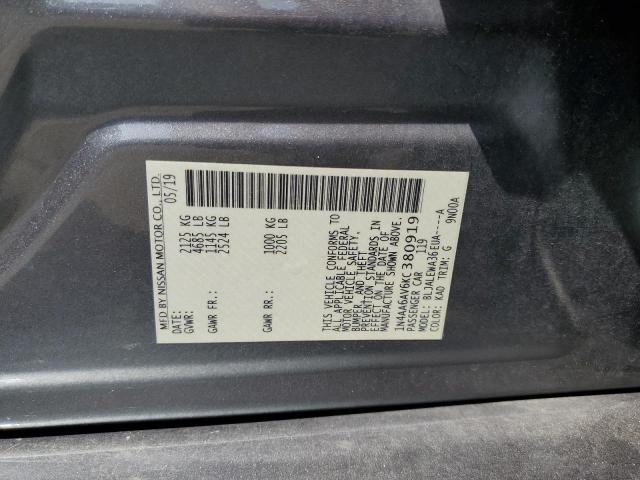 MFD BY NISSAN MOTOR CO., LTD.
05/19
GVWR: 2125 KG
4685 LB
GAWR FR.: 1145 KG
2524 LB
GAWR RR.: 1000 KG
2205 LB
THIS VEHICLE CONFORMS TO
ALL APPLICABLE FEDERAL
MOTOR VEHICLE SAFETY,
BUMPER, AND THEFT
PREVENTION STANDARDS IN
EFFECT ON THE DATE OF
MANUFACTURE SHOWN ABOVE.
1N4AA6AV6KC380919
PASSENGER CAR 119
MODEL: BLJALEWA36EUA----A
COLOR: KAD TRIM: G 9N00A